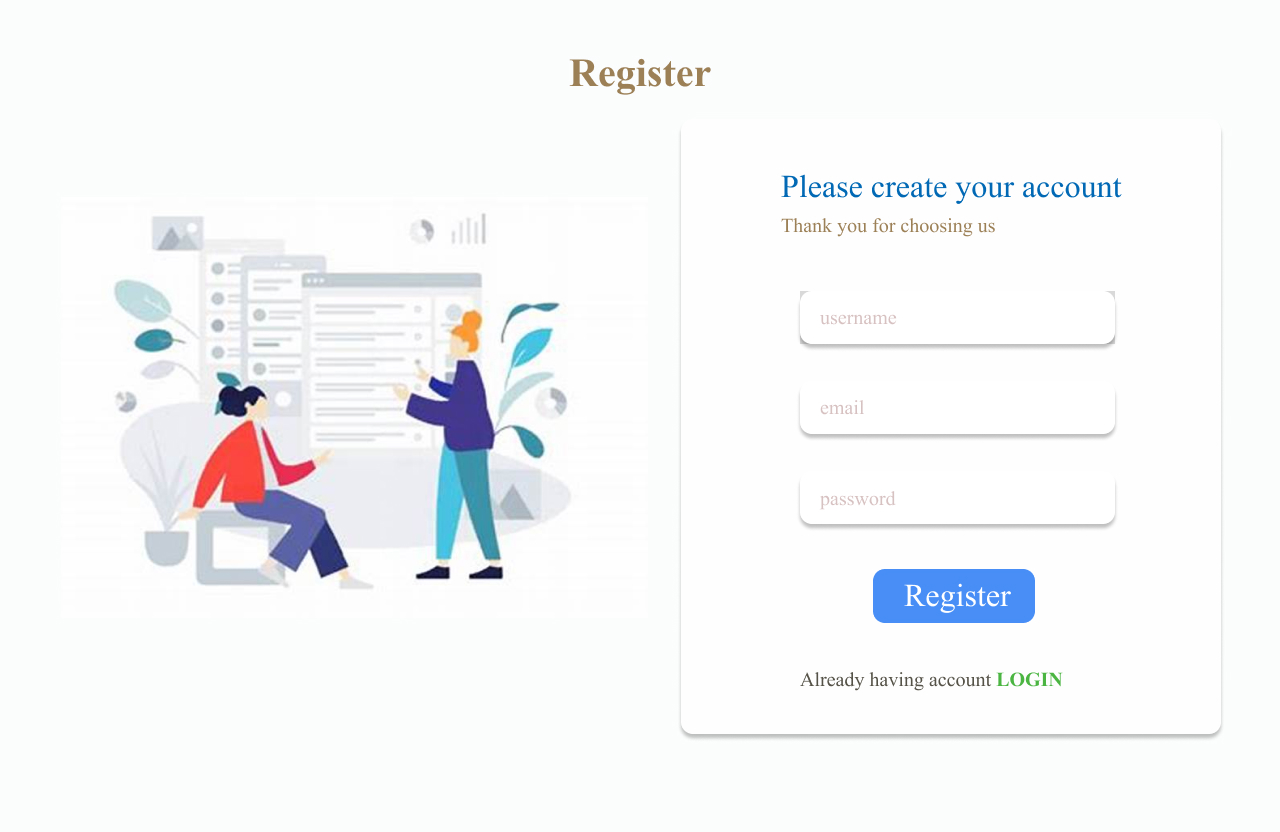 Register
Please create your account
Thank you for choosing us
username
email
password
Register
Already having account LOGIN